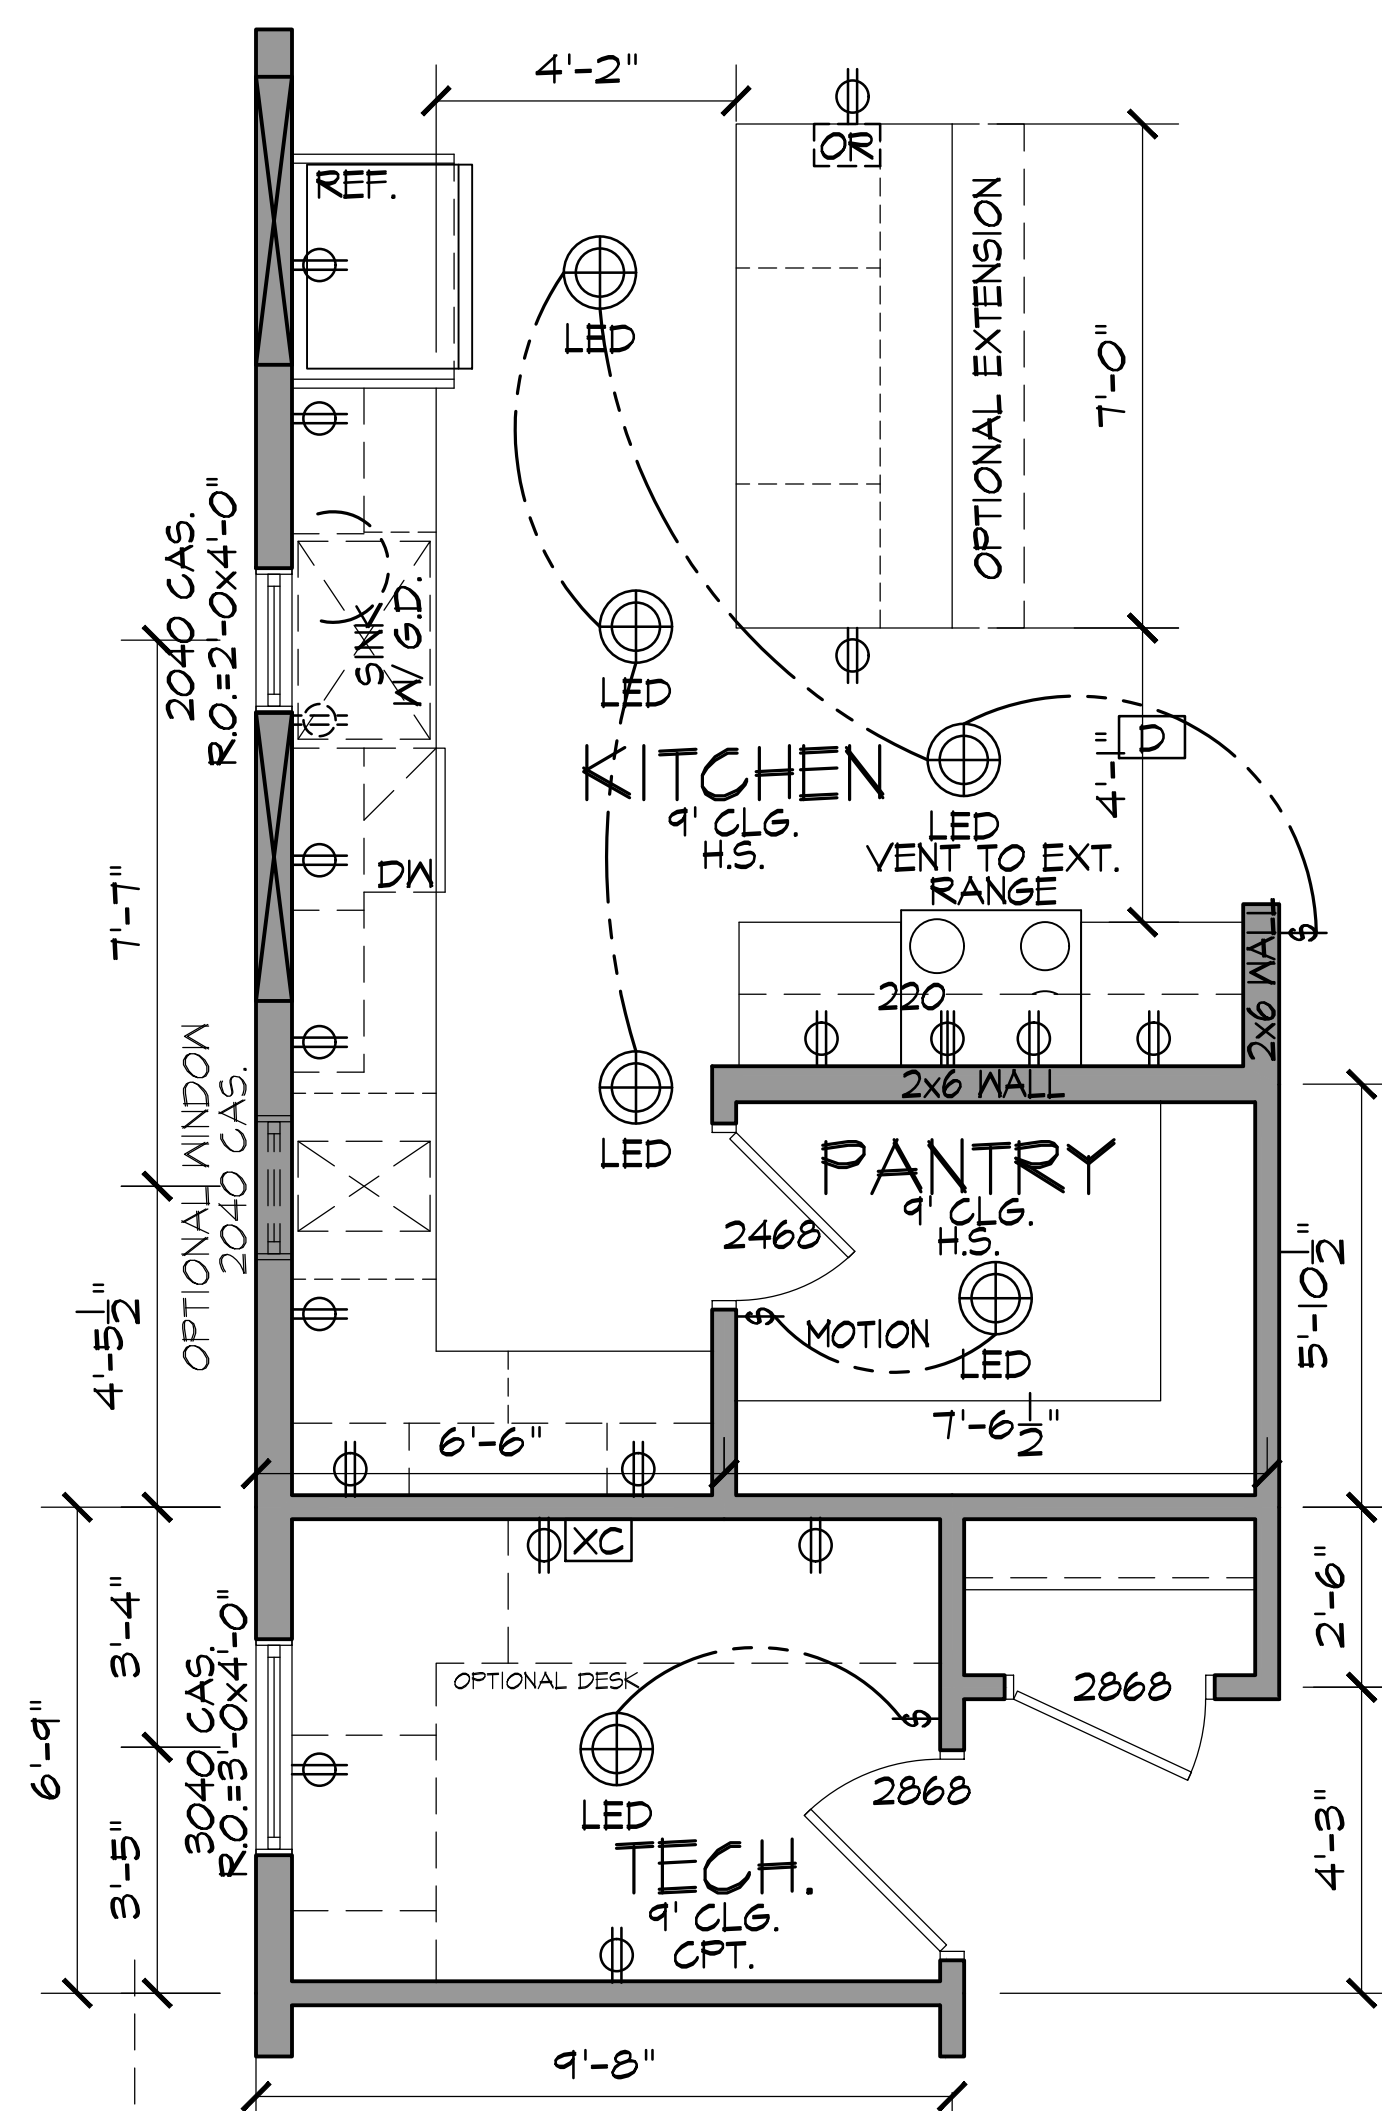 4'-2"
OR
REF.
LED
OPTIONAL EXTENSION
7'-0"
2040 CAS.
R.O.=2'-0x4'-0"
SINK
W/ G.D.
LED
D
KITCHEN
9' CLG.
H.S.
4'-1"
LED
VENT TO EXT.
RANGE
DW
7'-7"
$
220
2x6 WALL
2x6 WALL
OPTIONAL WINDOW
2040 CAS.
LED
PANTRY
9' CLG.
H.S.
2468
$
MOTION
LED
5'-10 1/2"
4'-5 1/2"
6'-6"
7'-6 1/2"
XC
3'-4"
2'-6"
3040 CAS.
R.O.=3'-0x4'-0"
OPTIONAL DESK
2868
$
6'-9"
2868
LED
TECH.
9' CLG.
CPT.
3'-5"
4'-3"
9'-8"